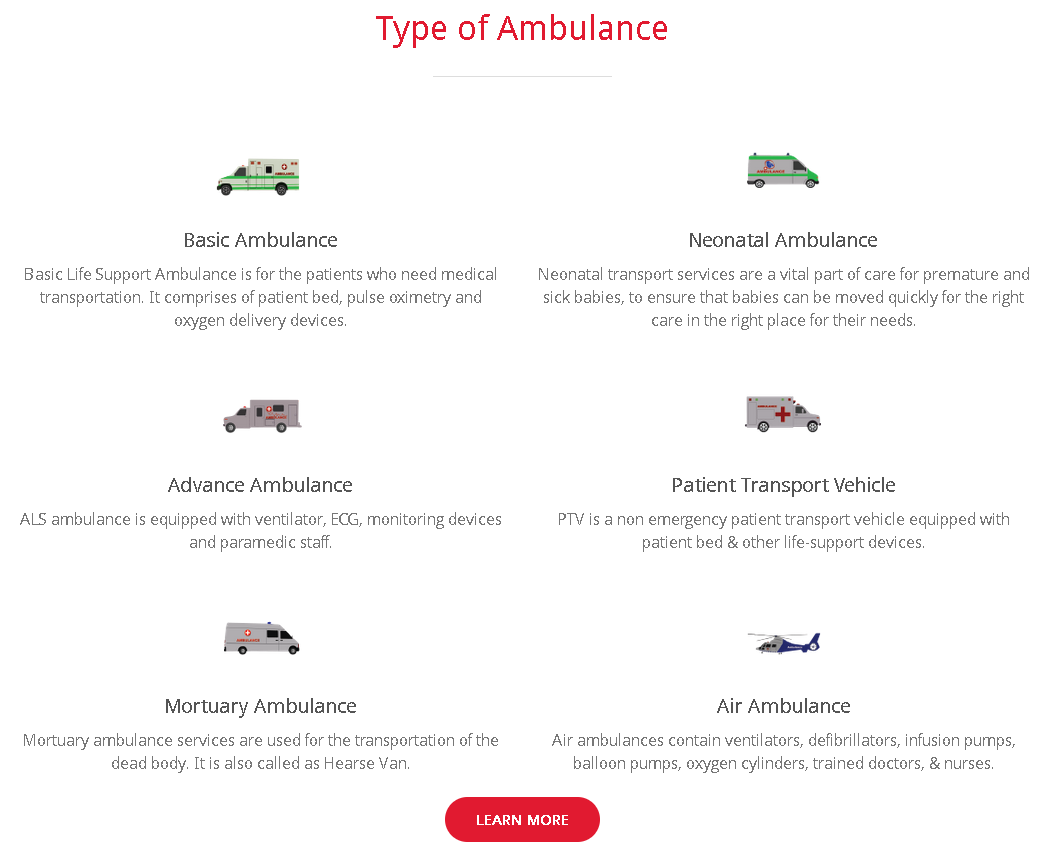 Type of Ambulance
Basic Ambulance
Basic Life Support Ambulance is for the patients who need medical
transportation. It comprises of patient bed, pulse oximetry and
oxygen delivery devices.
Neonatal Ambulance
Neonatal transport services are a vital part of care for premature and
sick babies, to ensure that babies can be moved quickly for the right
care in the right place for their needs.
Advance Ambulance
ALS ambulance is equipped with ventilator, ECG, monitoring devices
and paramedic staff.
Patient Transport Vehicle
PTV is a non emergency patient transport vehicle equipped with
patient bed & other life-support devices.
Mortuary Ambulance
Mortuary ambulance services are used for the transportation of the
dead body. It is also called as Hearse Van.
Air Ambulance
Air ambulances contain ventilators, defibrillators, infusion pumps,
balloon pumps, oxygen cylinders, trained doctors, & nurses.
LEARN MORE